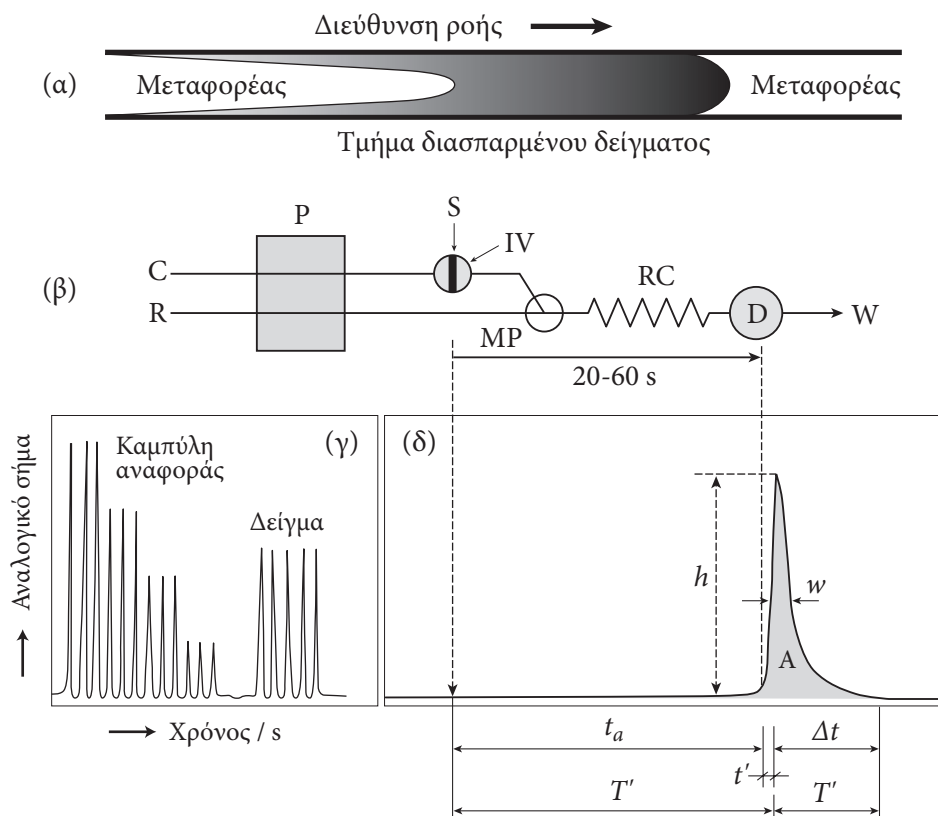 Διεύθυνση ροής
(α)
Μεταφορέας
Μεταφορέας
Τμήμα διασπαρμένου δείγματος
P
S
IV
C
RC
(β)
R
D
W
MP
20-60 s
Καμπύλη
αναφοράς
(γ)
(δ)
Δείγμα
Αναλογικό σήμα
h
w
A
Χρόνος / s
t_a
Δt
t′
T′
T′